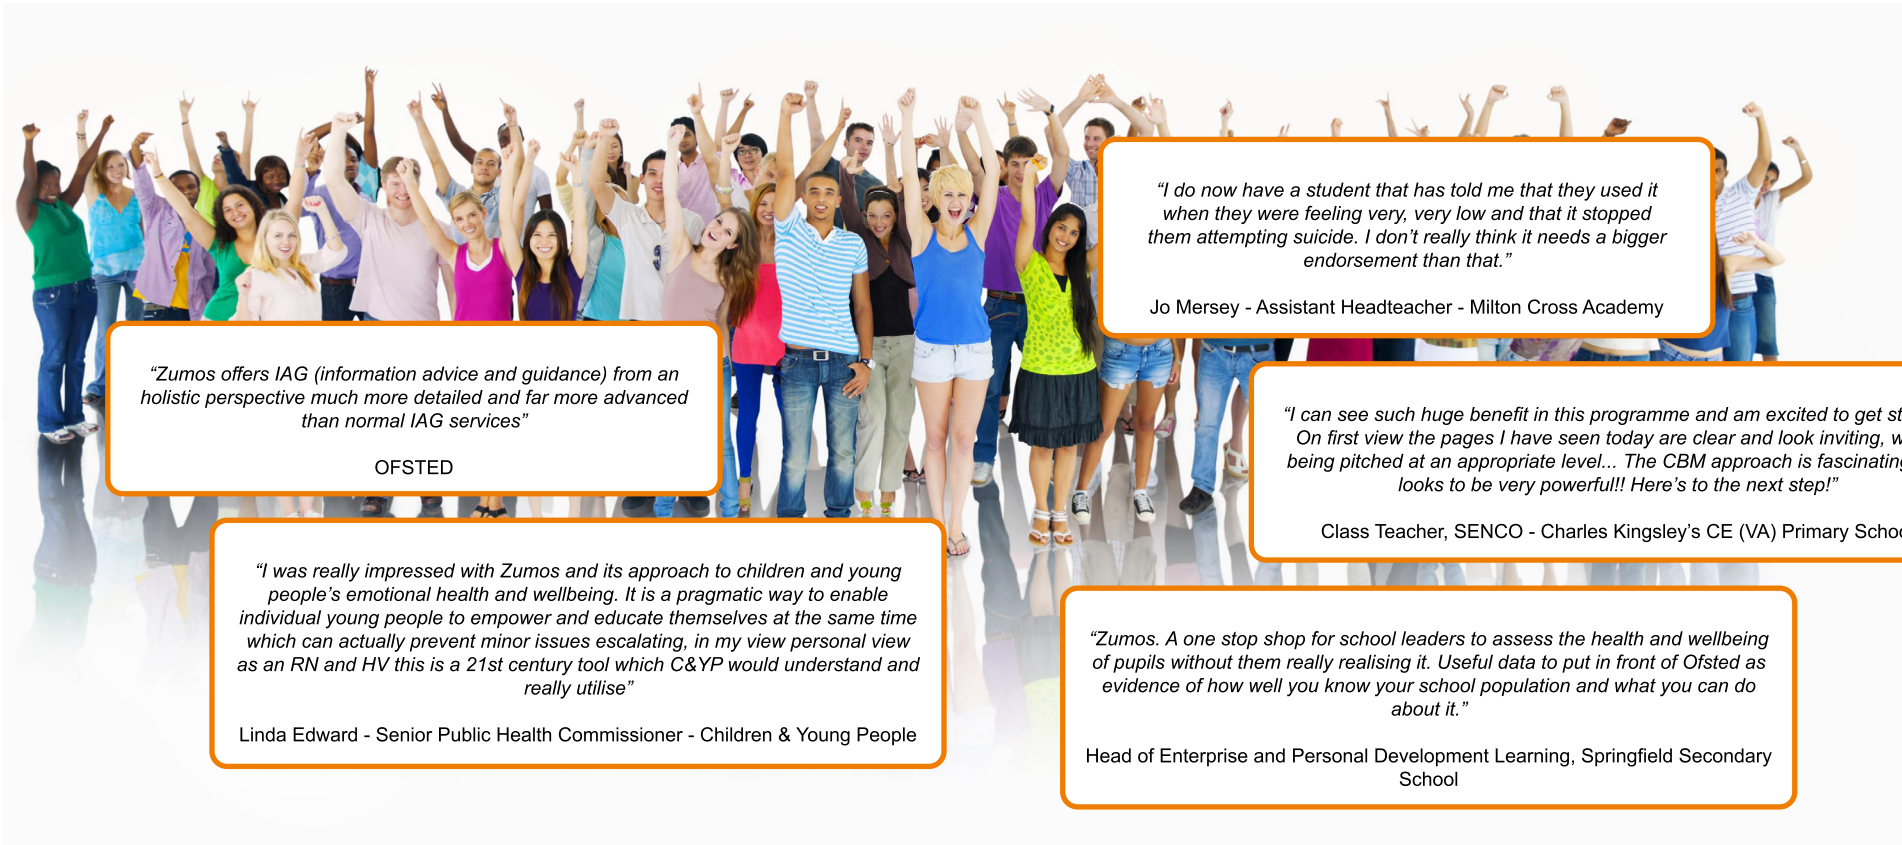 “I do now have a student that has told me that they used it
when they were feeling very, very low and that it stopped
them attempting suicide. I don’t really think it needs a bigger
endorsement than that.”
Jo Mersey - Assistant Headteacher - Milton Cross Academy
“Zumos offers IAG (information advice and guidance) from an
holistic perspective much more detailed and far more advanced
than normal IAG services”
OFSTED
“I can see such huge benefit in this programme and am excited to get
On first view the pages I have seen today are clear and look inviting,
being pitched at an appropriate level... The CBM approach is fascinating
looks to be very powerful!! Here’s to the next step!”
Class Teacher, SENCO - Charles Kingsley’s CE (VA) Primary
“I was really impressed with Zumos and its approach to children and young
people’s emotional health and wellbeing. It is a pragmatic way to enable
individual young people to empower and educate themselves at the same time
which can actually prevent minor issues escalating, in my view personal view
as an RN and HV this is a 21st century tool which C&YP would understand and
really utilise”
Linda Edward - Senior Public Health Commissioner - Children & Young People
“Zumos. A one stop shop for school leaders to assess the health and wellbeing
of pupils without them really realising it. Useful data to put in front of Ofsted as
evidence of how well you know your school population and what you can do
about it.”
Head of Enterprise and Personal Development Learning, Springfield Secondary
School